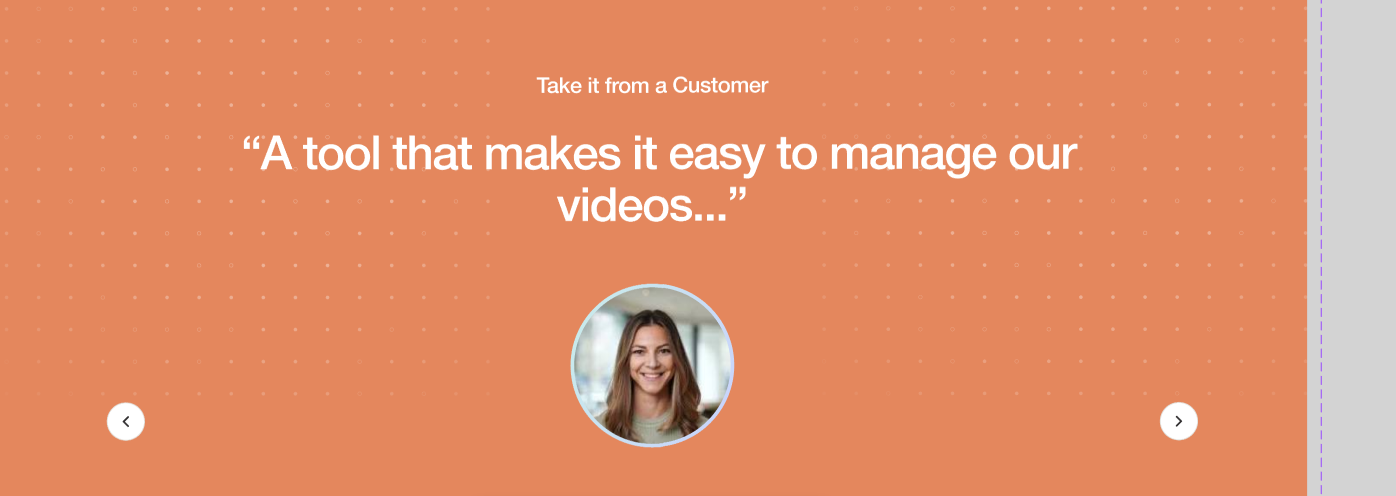 Take it from a Customer
“A tool that makes it easy to manage our
videos...”